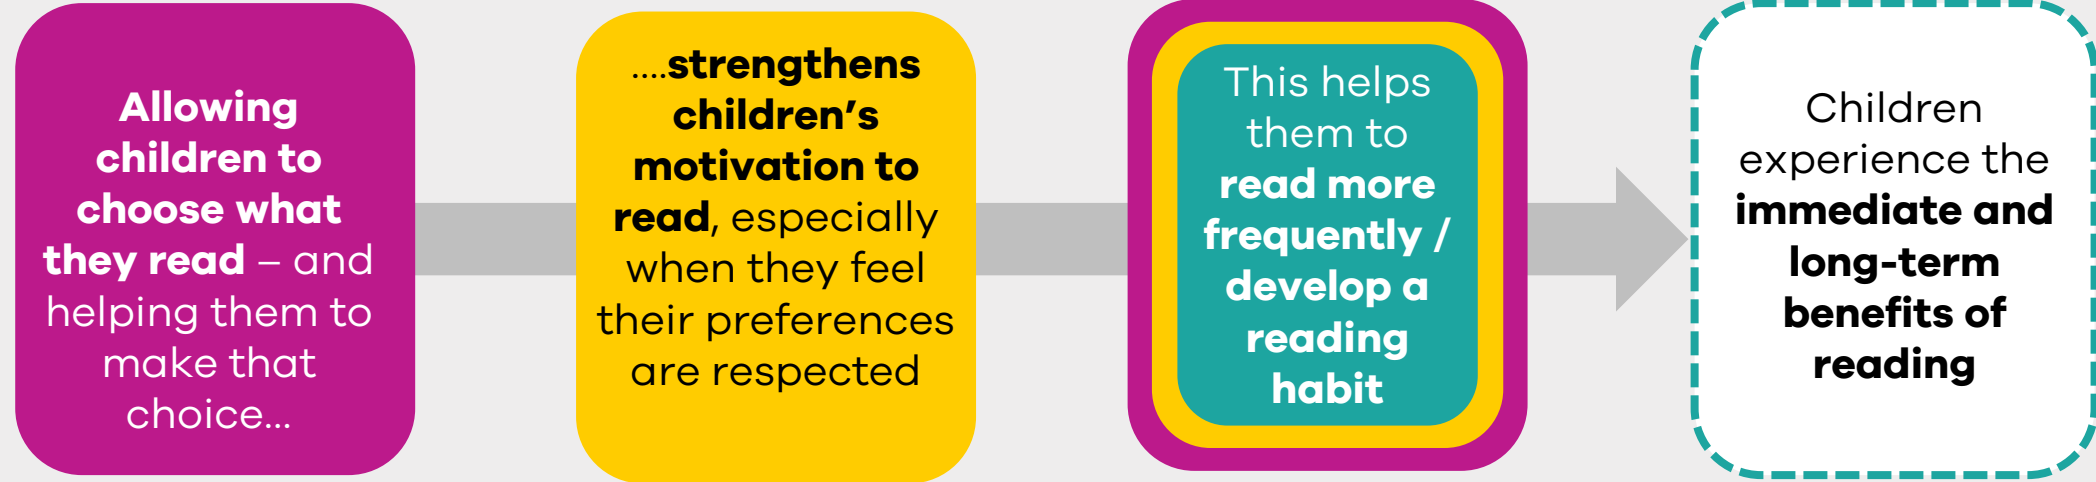 Allowing
children to
choose what
they read – and
helping them to
make that
choice...
....strengthens
children’s
motivation to
read, especially
when they feel
their preferences
are respected
This helps
them to
read more
frequently /
develop a
reading
habit
Children
experience the
immediate and
long-term
benefits of
reading